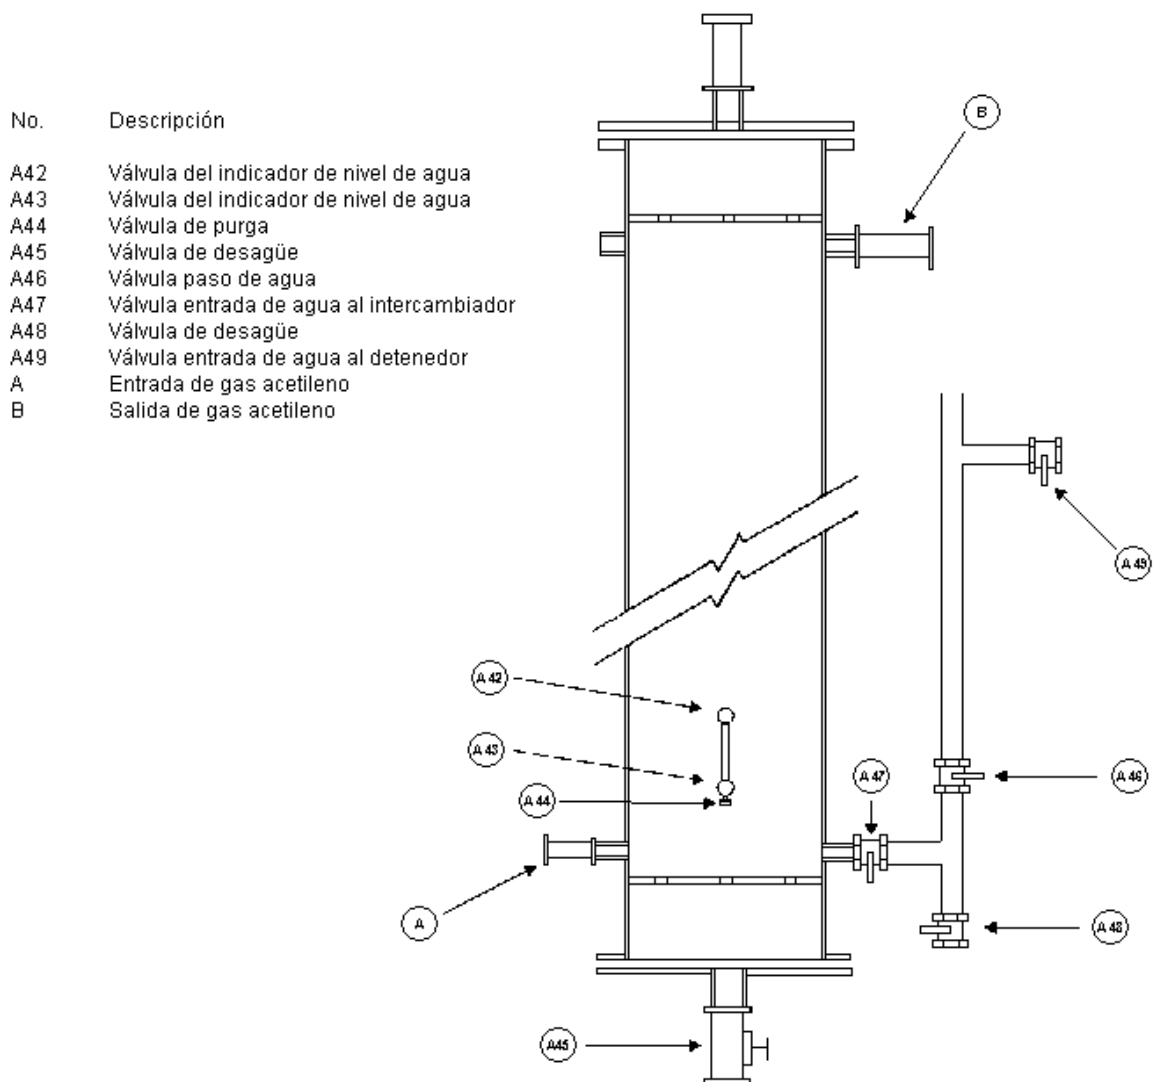 No. Descripción
A42 Válvula del indicador de nivel de agua
A43 Válvula del indicador de nivel de agua
A44 Válvula de purga
A45 Válvula de desagüe
A46 Válvula paso de agua
A47 Válvula entrada de agua al intercambiador
A48 Válvula de desagüe
A49 Válvula entrada de agua al detenedor
A Entrada de gas acetileno
B Salida de gas acetileno
B
A 49
A 42
A 43
A 44
A 47
A 46
A
A 48
A45